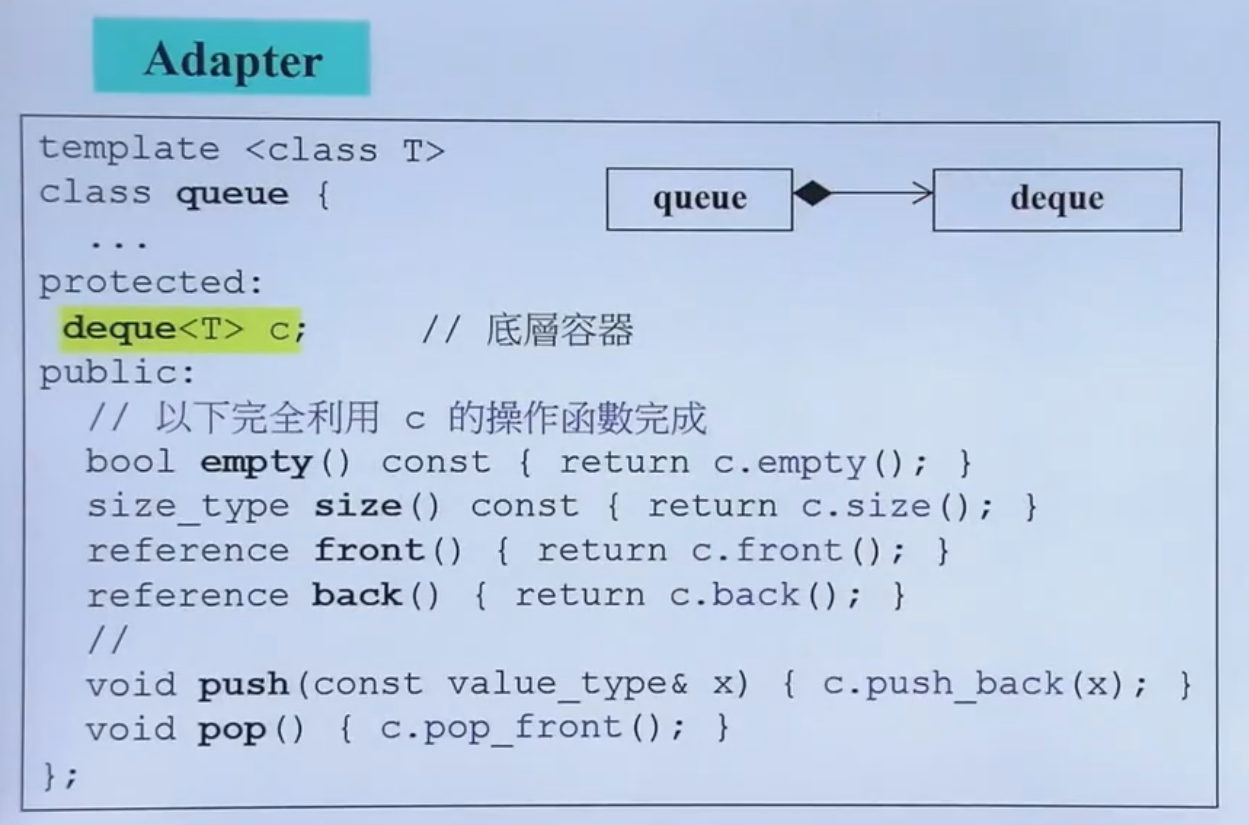 Adapter
template <class T>
class queue {
...
protected:
deque<T> c; // 底層容器
public:
// 以下完全利用 c 的操作函數完成
bool empty() const { return c.empty(); }
size_type size() const { return c.size(); }
reference front() { return c.front(); }
reference back() { return c.back(); }
//
void push(const value_type& x) { c.push_back(x); }
void pop() { c.pop_front(); }
};
queue
deque